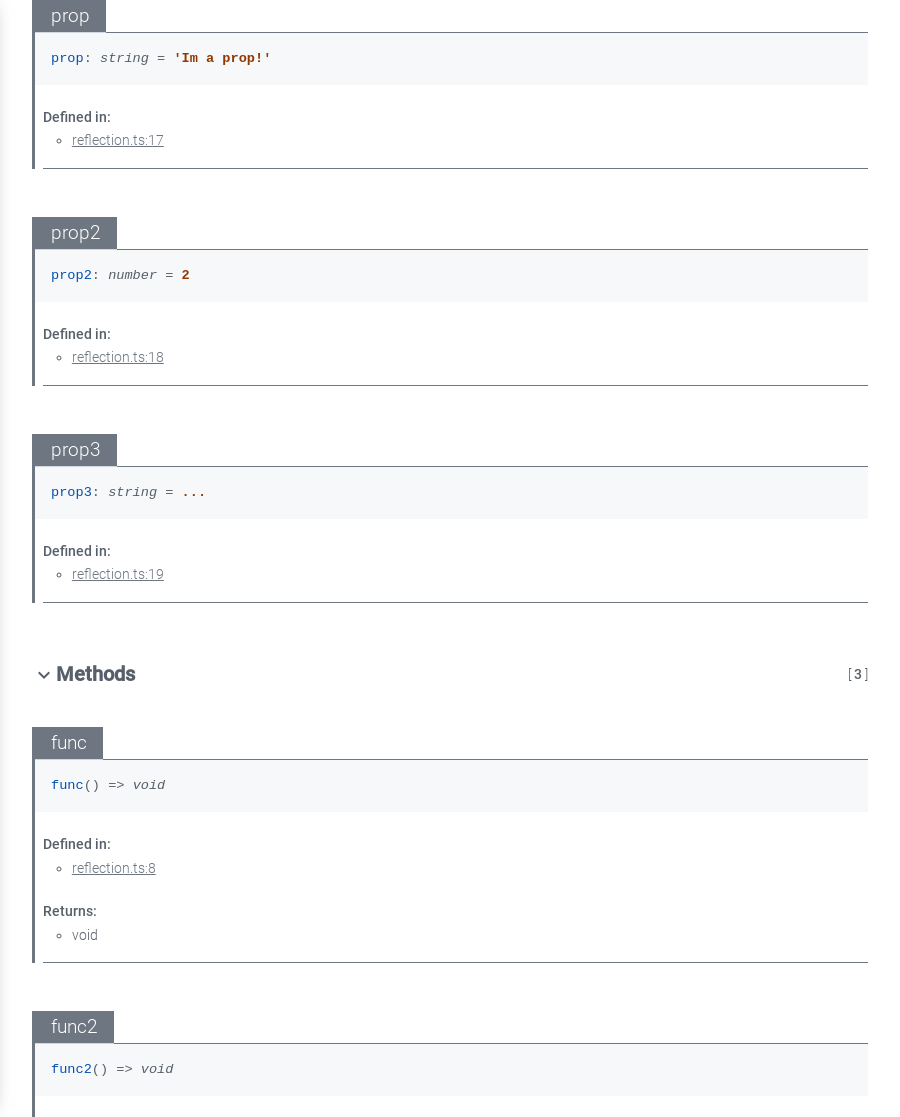 prop
prop: string = 'Im a prop!'
Defined in:
reflection.ts:17
prop2
prop2: number = 2
Defined in:
reflection.ts:18
prop3
prop3: string = ...
Defined in:
reflection.ts:19
Methods [3]
func
func() => void
Defined in:
reflection.ts:8
Returns:
void
func2
func2() => void